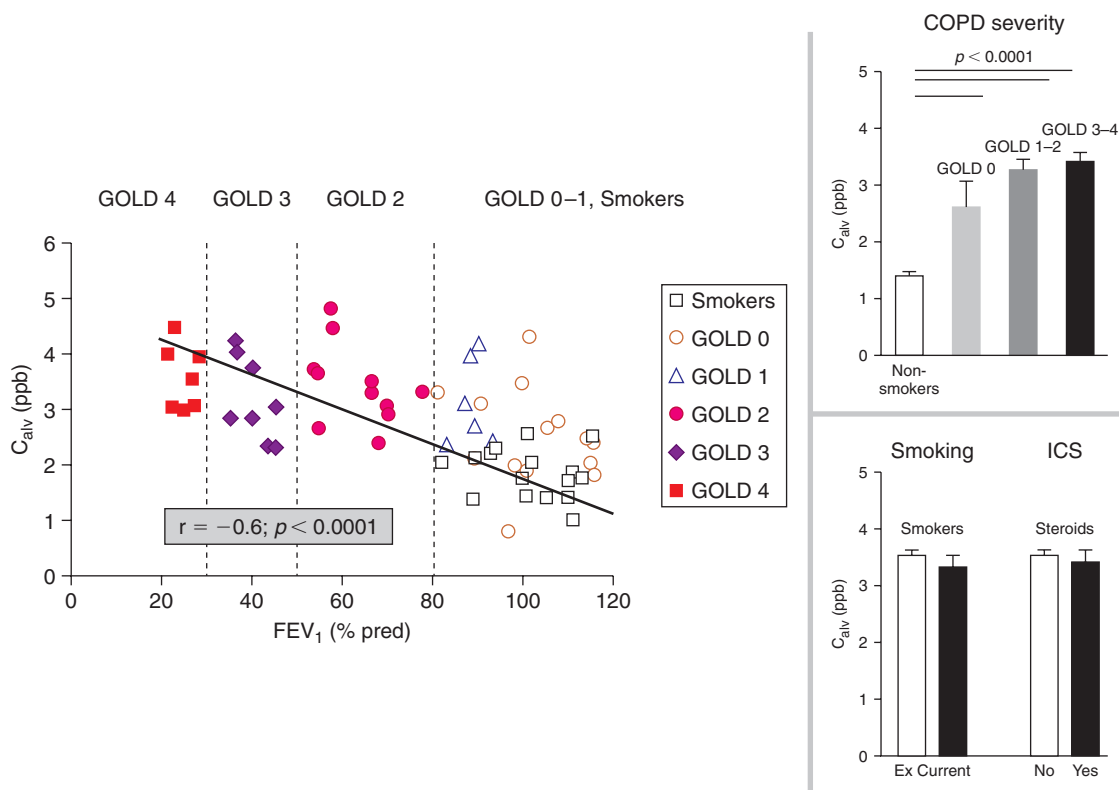 GOLD 4 GOLD 3 GOLD 2 GOLD 0–1, Smokers
6
5
4
3
2
1
0
C_alv (ppb)
r = −0.6; p < 0.0001
0 20 40 60 80 100 120
FEV₁ (% pred)
Smokers
GOLD 0
GOLD 1
GOLD 2
GOLD 3
GOLD 4
COPD severity
p < 0.0001
5
4
3
2
1
0
C_alv (ppb)
GOLD 3–4
GOLD 1–2
GOLD 0
Non-
smokers
Smoking ICS
5
4
3
2
1
0
C_alv (ppb)
Smokers Steroids
Ex Current No Yes